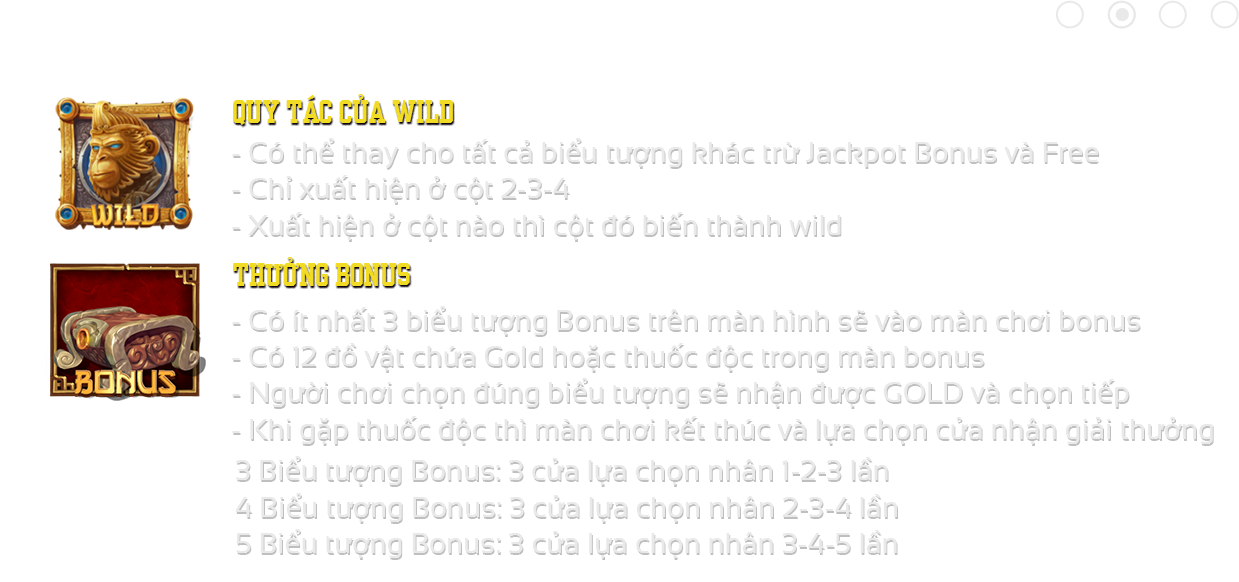 QUY TẮC CỦA WILD
- Có thể thay cho tất cả biểu tượng khác trừ Jackpot Bonus và Free
- Chỉ xuất hiện ở cột 2-3-4
- Xuất hiện ở cột nào thì cột đó biến thành wild
WILD
THƯỞNG BONUS
- Có ít nhất 3 biểu tượng Bonus trên màn hình sẽ vào màn chơi bonus
- Có 12 đồ vật chứa Gold hoặc thuốc độc trong màn bonus
- Người chơi chọn đúng biểu tượng sẽ nhận được GOLD và chọn tiếp
BONUS
- Khi gặp thuốc độc thì màn chơi kết thúc và lựa chọn cửa nhận giải thưởng
3 Biểu tượng Bonus: 3 cửa lựa chọn nhân 1-2-3 lần
4 Biểu tượng Bonus: 3 cửa lựa chọn nhân 2-3-4 lần
5 Biểu tượng Bonus: 3 cửa lựa chọn nhân 3-4-5 lần